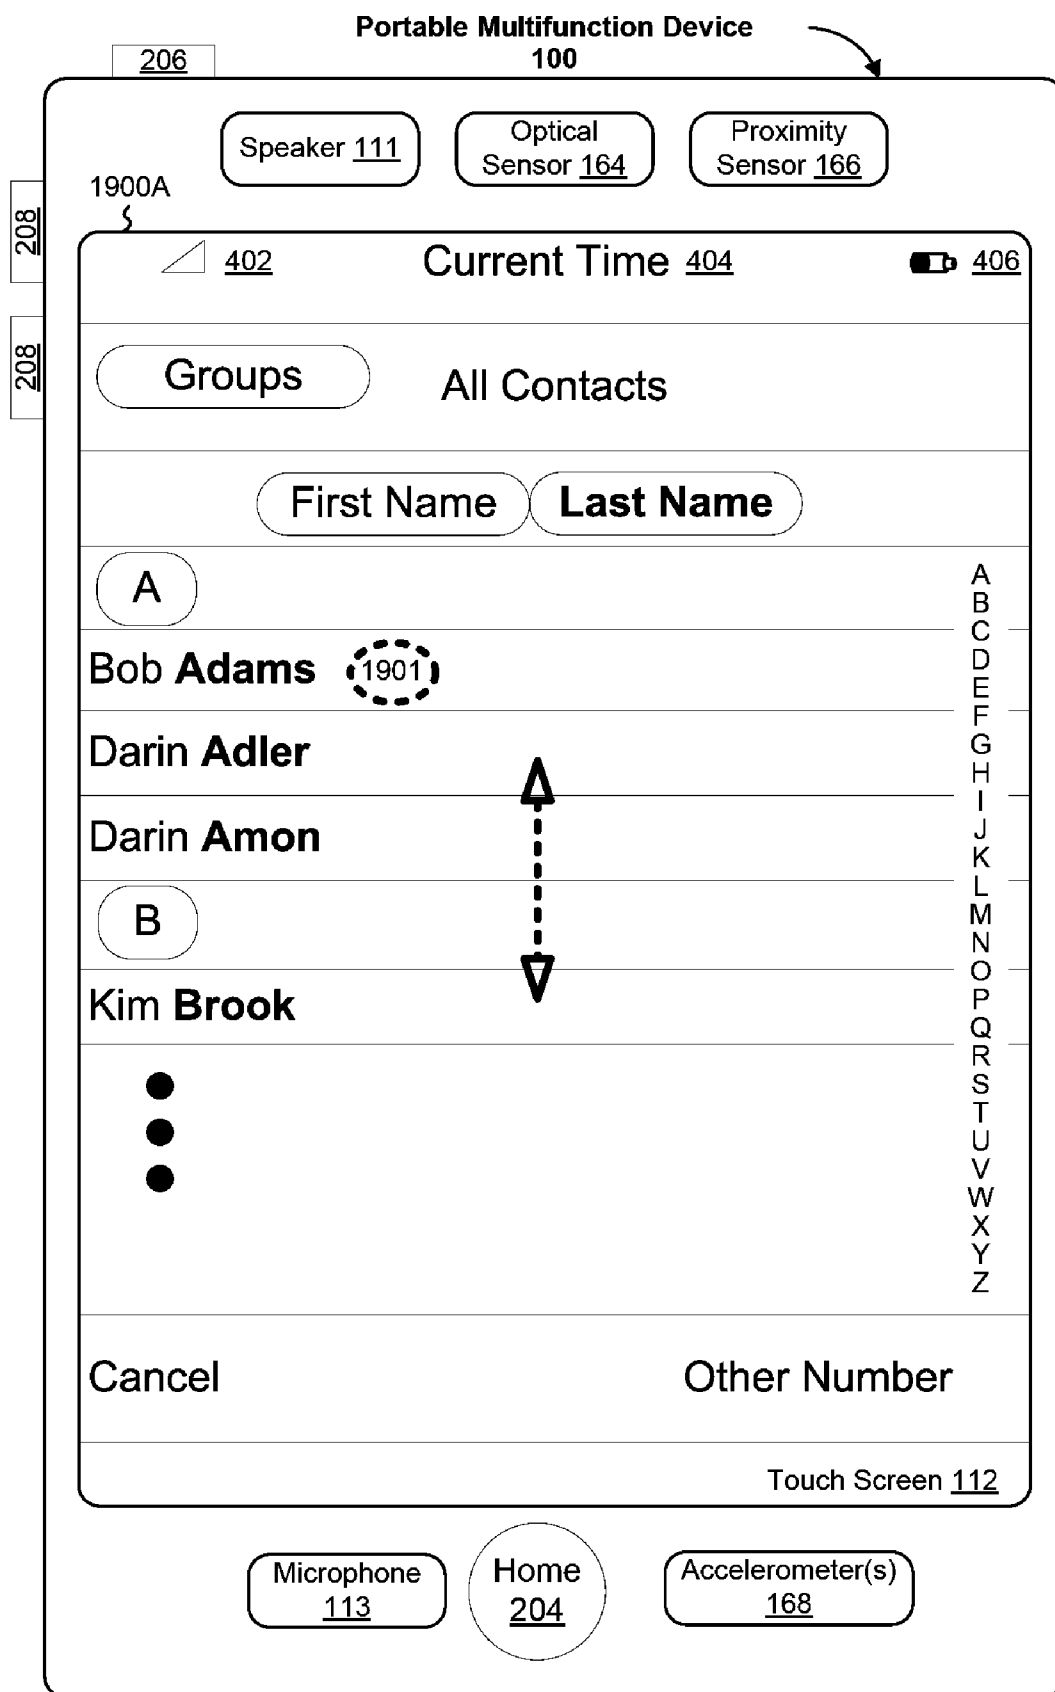 Portable Multifunction Device
100
206
Speaker 111
Optical
Sensor 164
Proximity
Sensor 166
1900A
208
208
402
Current Time 404
406
Groups
All Contacts
First Name
Last Name
A
Bob Adams
1901
Darin Adler
Darin Amon
B
Kim Brook
A
B
C
D
E
F
G
H
I
J
K
L
M
N
O
P
Q
R
S
T
U
V
W
X
Y
Z
Cancel
Other Number
Touch Screen 112
Microphone
113
Home
204
Accelerometer(s)
168